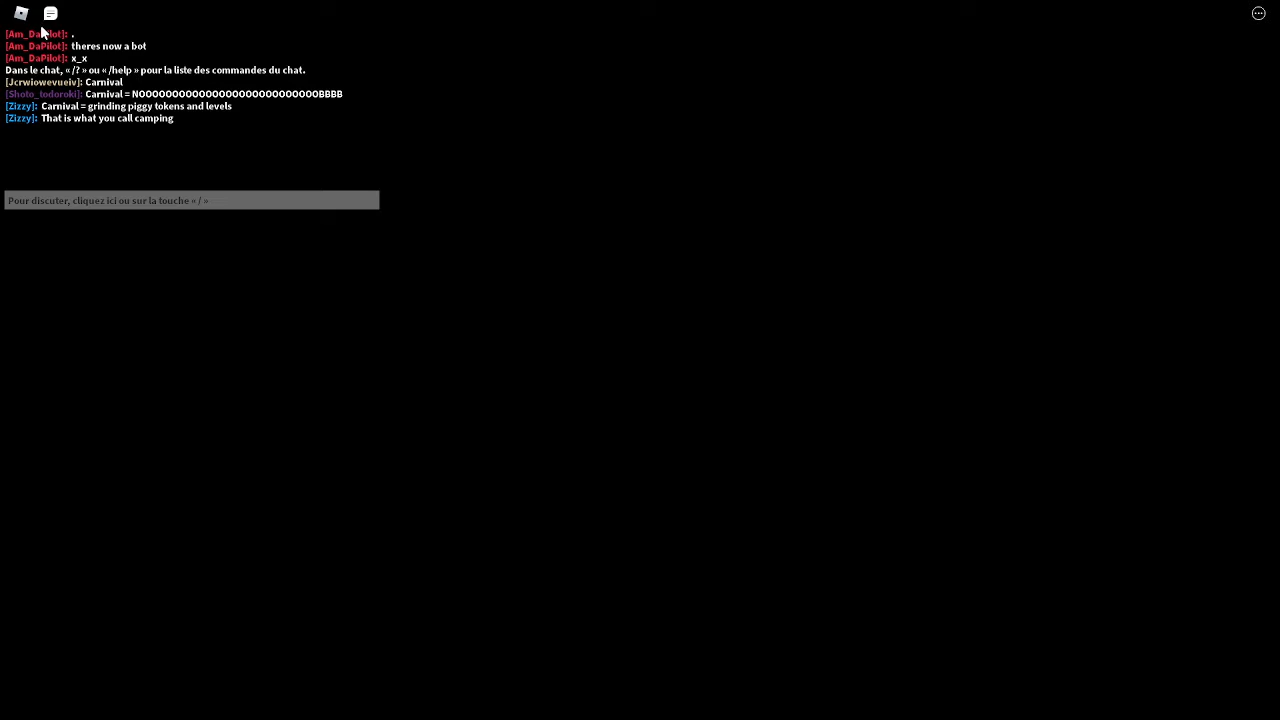 [Am_DaPilot]: .
[Am_DaPilot]: theres now a bot
[Am_DaPilot]: x_x
Dans le chat, « /? » ou « /help » pour la liste des commandes du chat.
[Jcrwiowevueiv]: Carnival
[Shoto_todoroki]: Carnival = NOOOOOOOOOOOOOOOOOOOOOOOOOOOBBBB
[Zizzy]: Carnival = grinding piggy tokens and levels
[Zizzy]: That is what you call camping
Pour discuter, cliquez ici ou sur la touche « / »